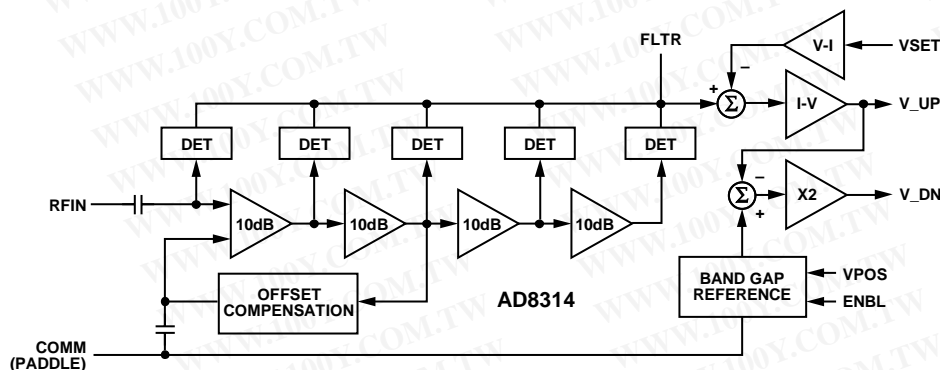 FLTR
V-I
VSET
I-V
V_UP
DET
DET
DET
DET
DET
RFIN
10dB
10dB
10dB
10dB
X2
V_DN
OFFSET
COMPENSATION
AD8314
BAND GAP
REFERENCE
VPOS
ENBL
COMM
(PADDLE)
Σ
Σ
+
−
−
+
WWW.100Y.COM.TW